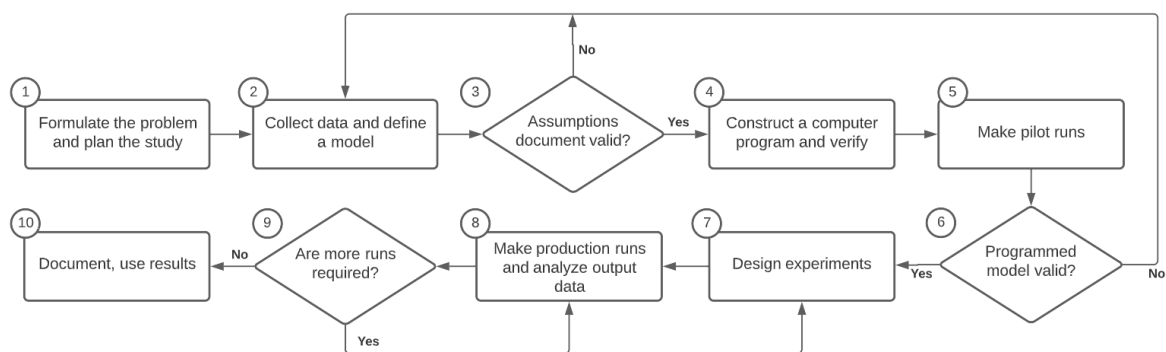 No
1
2
3
4
5
Formulate the problem
and plan the study
Collect data and define
a model
Assumptions
document valid?
Yes
Construct a computer
program and verify
Make pilot runs
10
9
8
7
6
Document, use results
No
Are more runs
required?
Make production runs
and analyze output
data
Design experiments
Yes
Programmed
model valid?
No
Yes